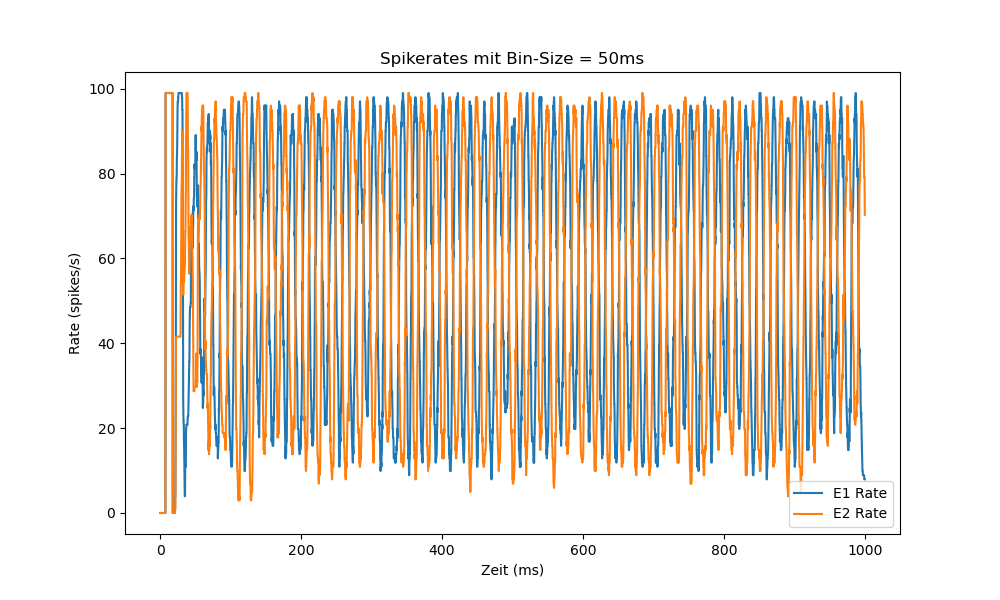 Spikerates mit Bin-Size = 50ms
100
80
60
40
20
0
Rate (spikes/s)
0 200 400 600 800 1000
Zeit (ms)
E1 Rate
E2 Rate